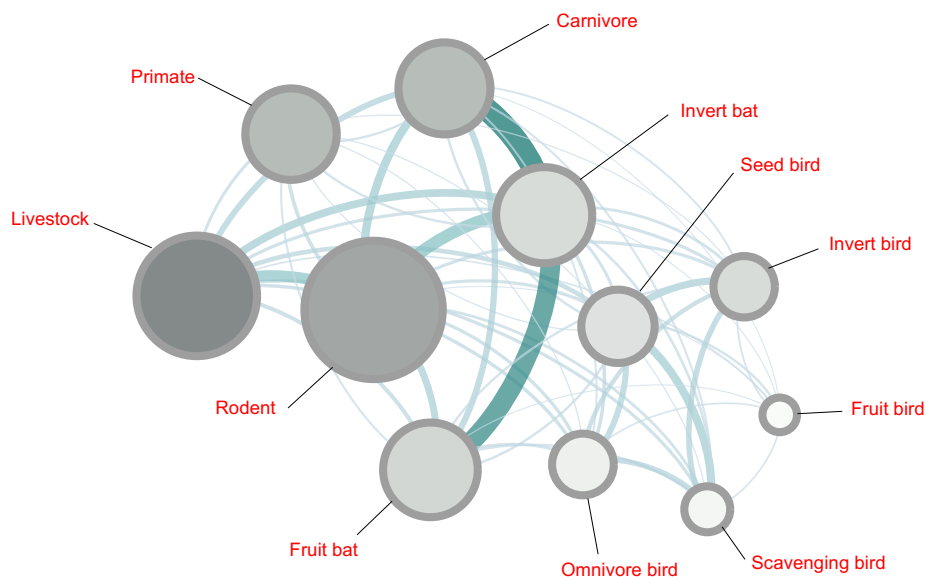 Carnivore
Primate
Invert bat
Seed bird
Livestock
Invert bird
Rodent
Fruit bird
Fruit bat
Omnivore bird
Scavenging bird